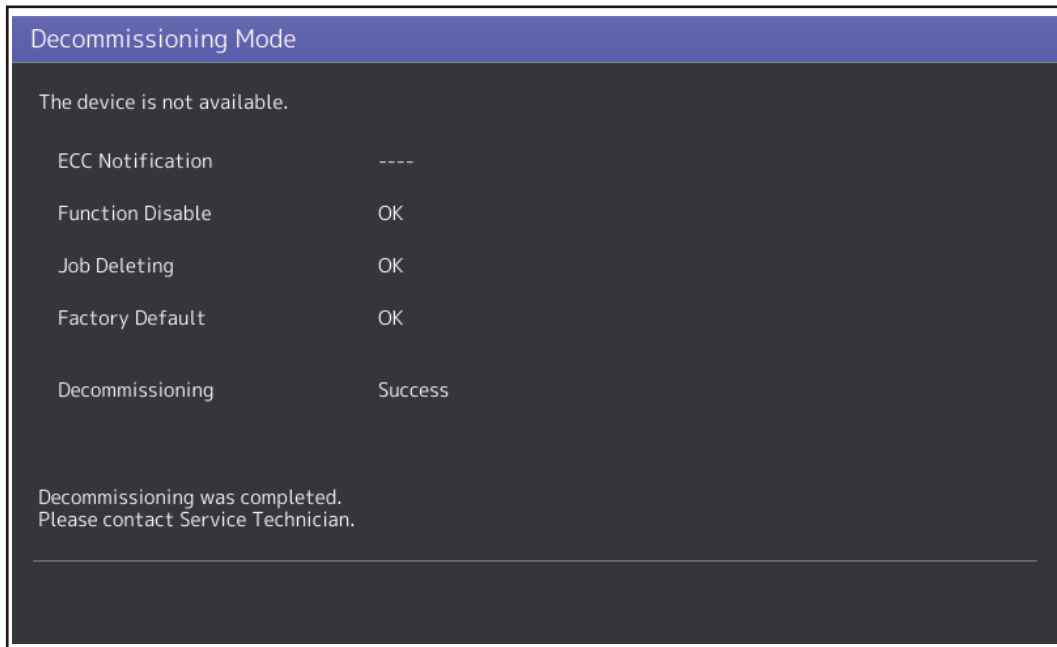 Decommissioning Mode
The device is not available.
ECC Notification ----
Function Disable OK
Job Deleting OK
Factory Default OK
Decommissioning Success
Decommissioning was completed.
Please contact Service Technician.